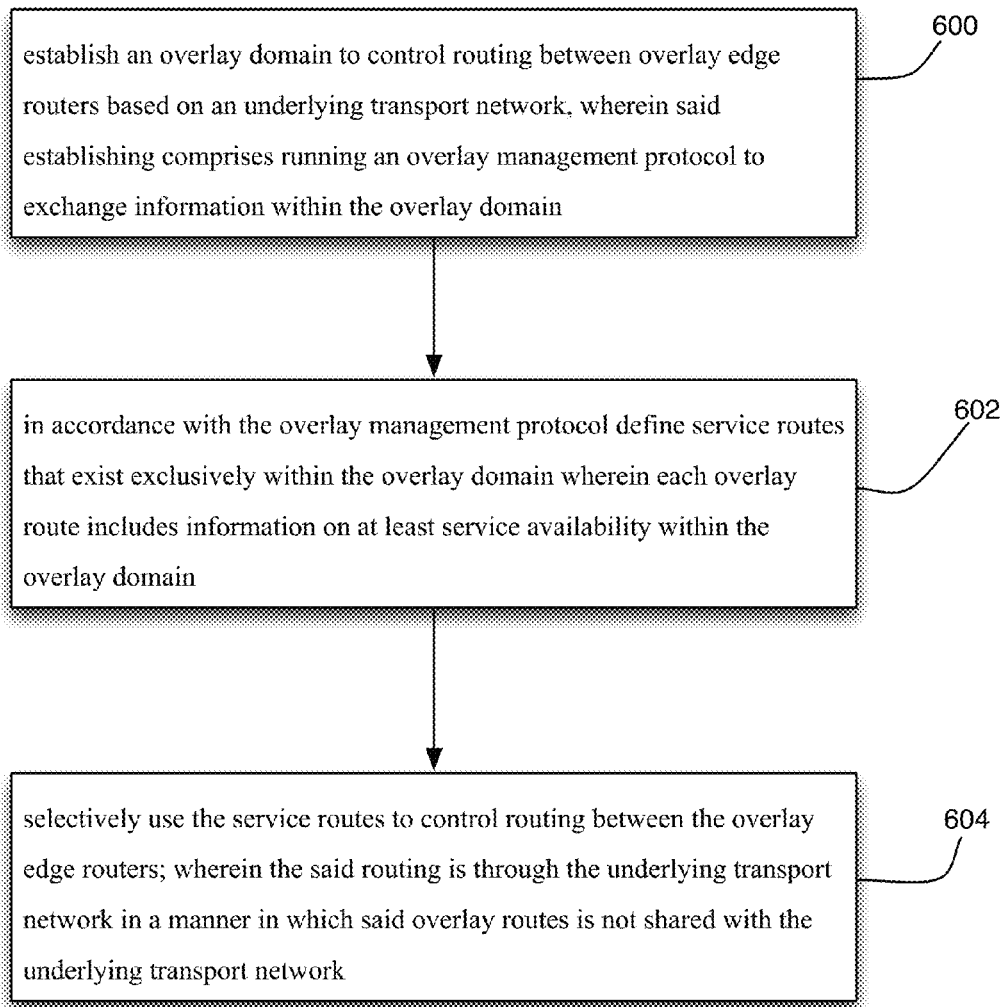 600
establish an overlay domain to control routing between overlay edge
routers based on an underlying transport network, wherein said
establishing comprises running an overlay management protocol to
exchange information within the overlay domain
602
in accordance with the overlay management protocol define service routes
that exist exclusively within the overlay domain wherein each overlay
route includes information on at least service availability within the
overlay domain
604
selectively use the service routes to control routing between the overlay
edge routers; wherein the said routing is through the underlying transport
network in a manner in which said overlay routes is not shared with the
underlying transport network